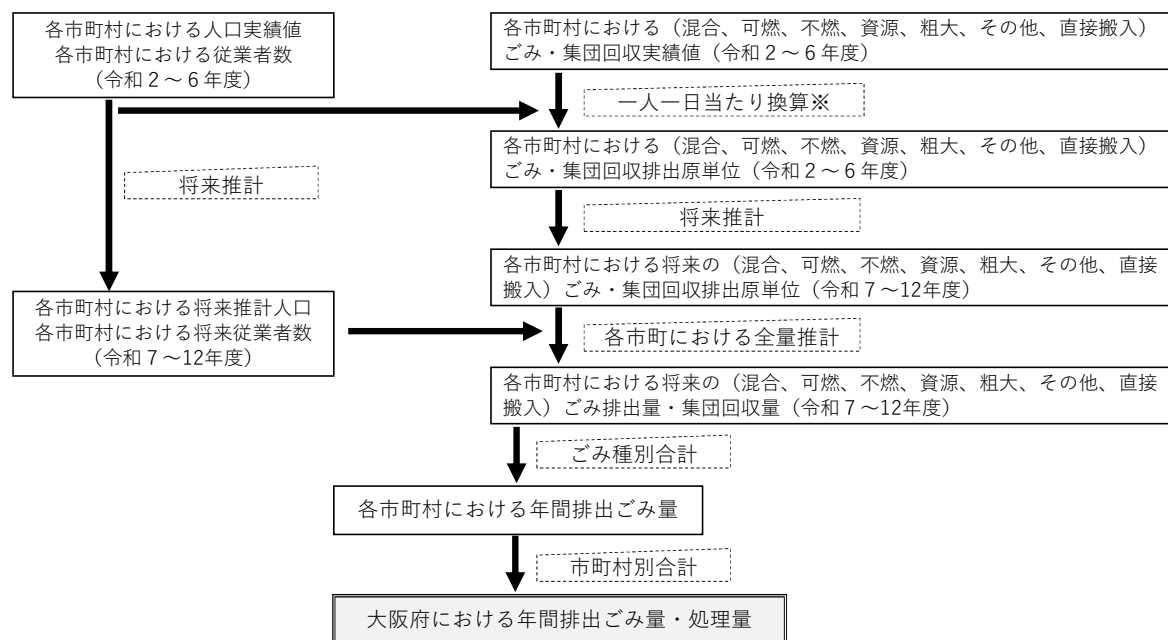 各市町村における人口実績値
各市町村における従業者数
（令和２～６年度）
各市町村における（混合、可燃、不燃、資源、粗大、その他、直接搬入）
ごみ・集団回収実績値（令和２～６年度）
一人一日当たり換算※
各市町村における（混合、可燃、不燃、資源、粗大、その他、直接搬入）
ごみ・集団回収排出原単位（令和２～６年度）
将来推計
将来推計
各市町村における将来の（混合、可燃、不燃、資源、粗大、その他、直接
搬入）ごみ・集団回収排出原単位（令和７～12年度）
各市町村における将来推計人口
各市町村における将来従業者数
（令和７～12年度）
各市町における全量推計
各市町村における将来の（混合、可燃、不燃、資源、粗大、その他、直接
搬入）ごみ排出量・集団回収量（令和７～12年度）
ごみ種別合計
各市町村における年間排出ごみ量
市町村別合計
大阪府における年間排出ごみ量・処理量